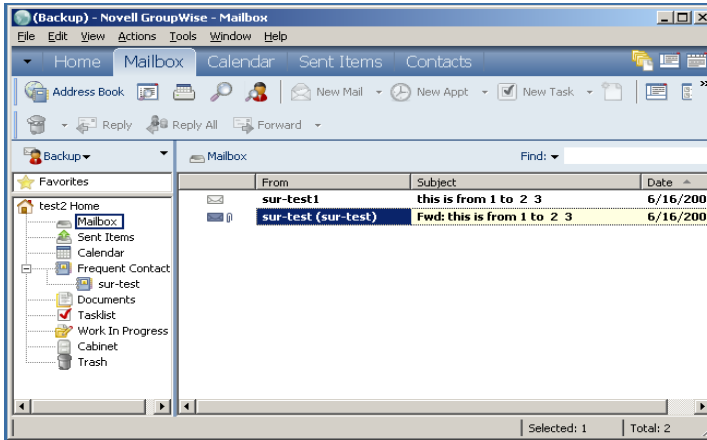 (Backup) - Novell GroupWise - Mailbox
File Edit View Actions Tools Window Help
Home Mailbox Calendar Sent Items Contacts
Address Book New Mail New Appt New Task »
Reply Reply All Forward
Backup Mailbox Find:
Favorites
From Subject Date
test2 Home
Mailbox
Sent Items
Calendar
Frequent Contact
sur-test
Documents
Tasklist
Work In Progress
Cabinet
Trash
sur-test1 this is from 1 to 2 3 6/16/200
sur-test (sur-test) Fwd: this is from 1 to 2 3 6/16/200
Selected: 1 Total: 2